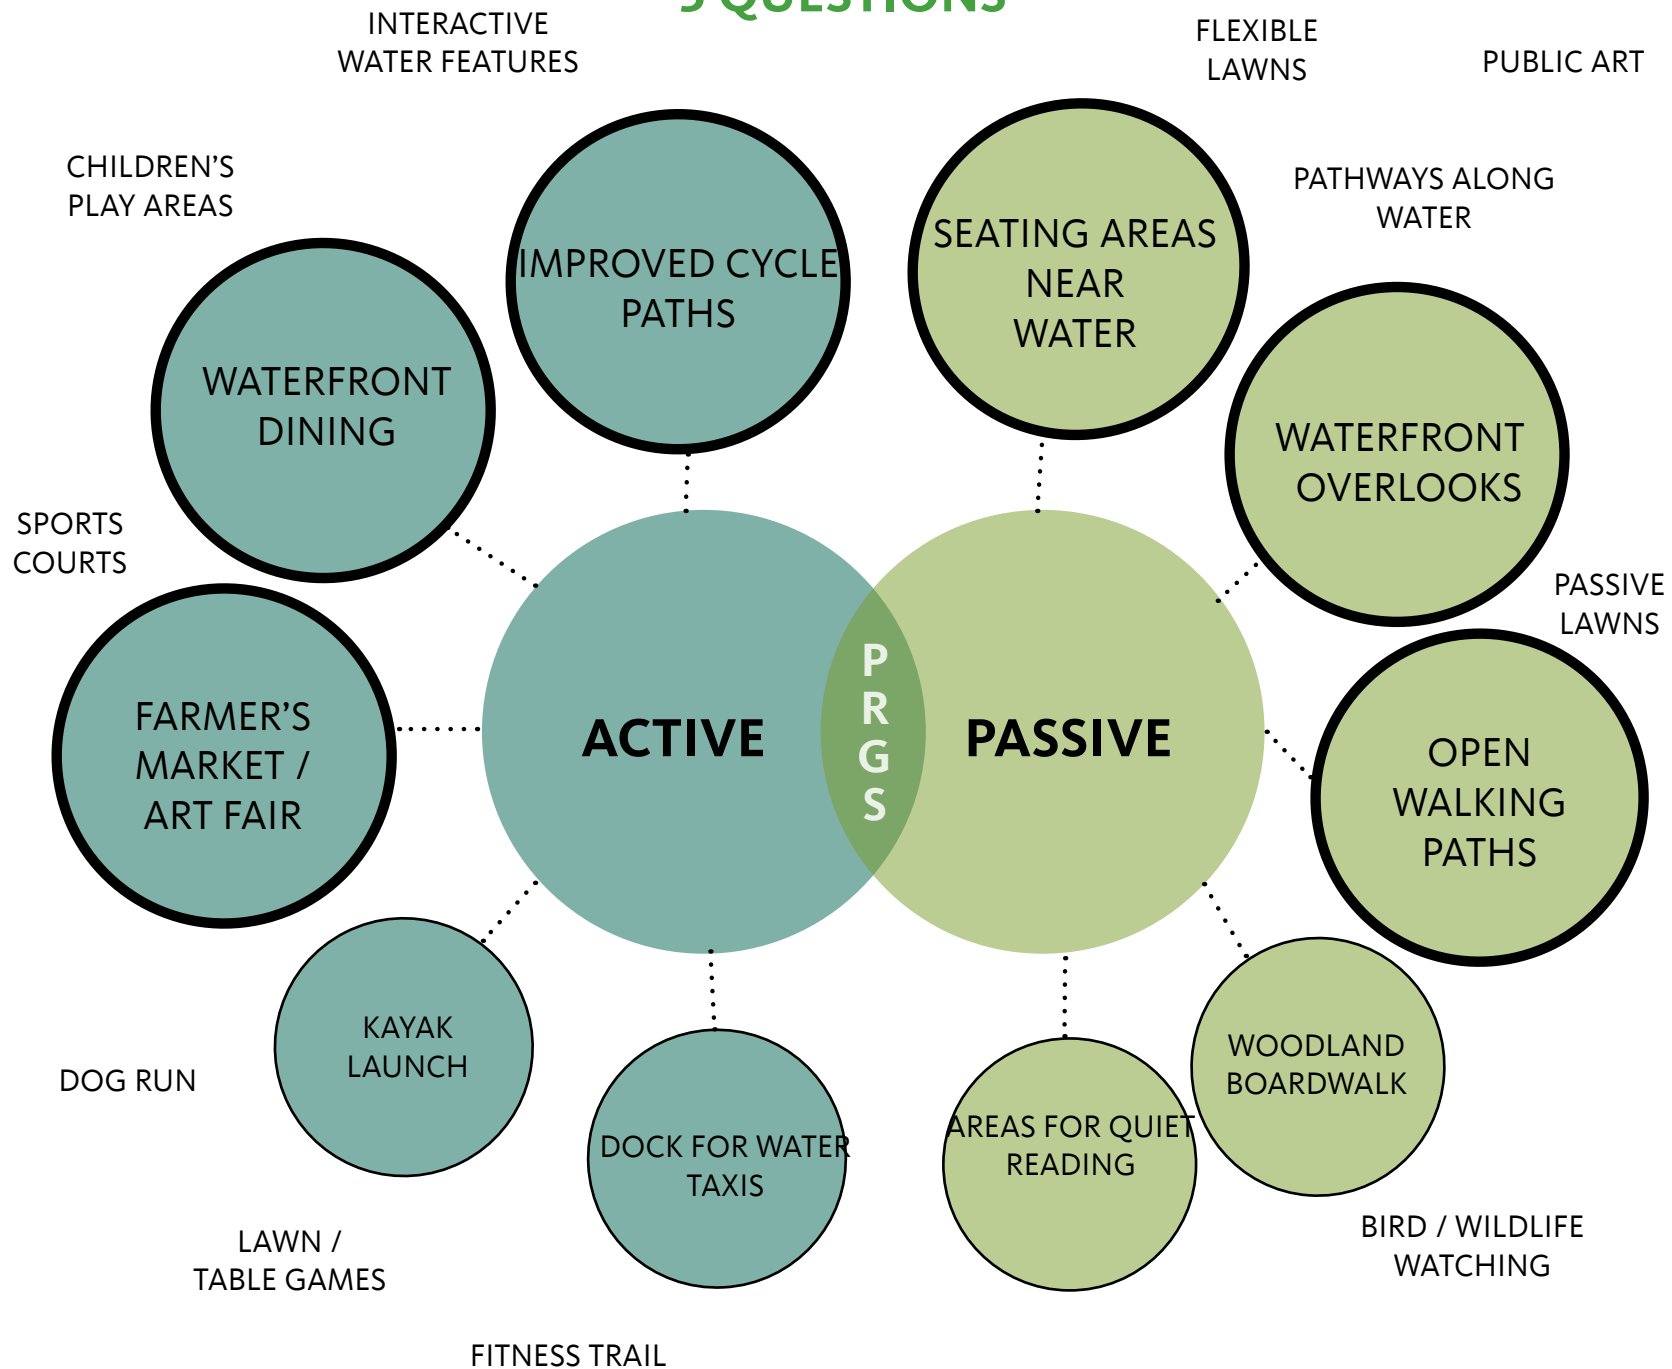 5 QUESTIONS
INTERACTIVE
WATER FEATURES
FLEXIBLE
LAWNS
PUBLIC ART
CHILDREN'S
PLAY AREAS
IMPROVED CYCLE
PATHS
SEATING AREAS
NEAR
WATER
PATHWAYS ALONG
WATER
WATERFRONT
DINING
WATERFRONT
OVERLOOKS
SPORTS
COURTS
PASSIVE
LAWNS
FARMER'S
MARKET /
ART FAIR
ACTIVE
P
R
G
S
PASSIVE
OPEN
WALKING
PATHS
KAYAK
LAUNCH
DOG RUN
DOCK FOR WATER
TAXIS
AREAS FOR QUIET
READING
WOODLAND
BOARDWALK
LAWN /
TABLE GAMES
BIRD / WILDLIFE
WATCHING
FITNESS TRAIL